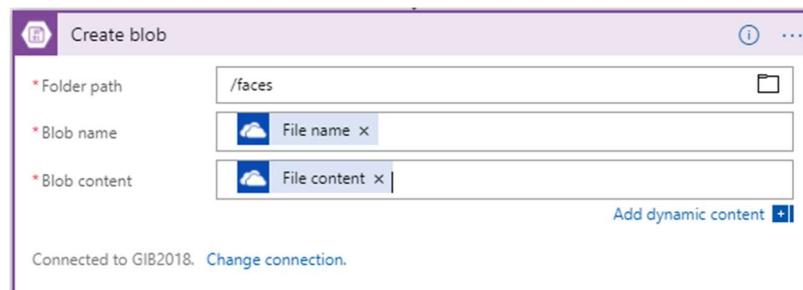 Create blob
* Folder path /faces
* Blob name File name ×
* Blob content File content ×
Add dynamic content
Connected to GIB2018. Change connection.